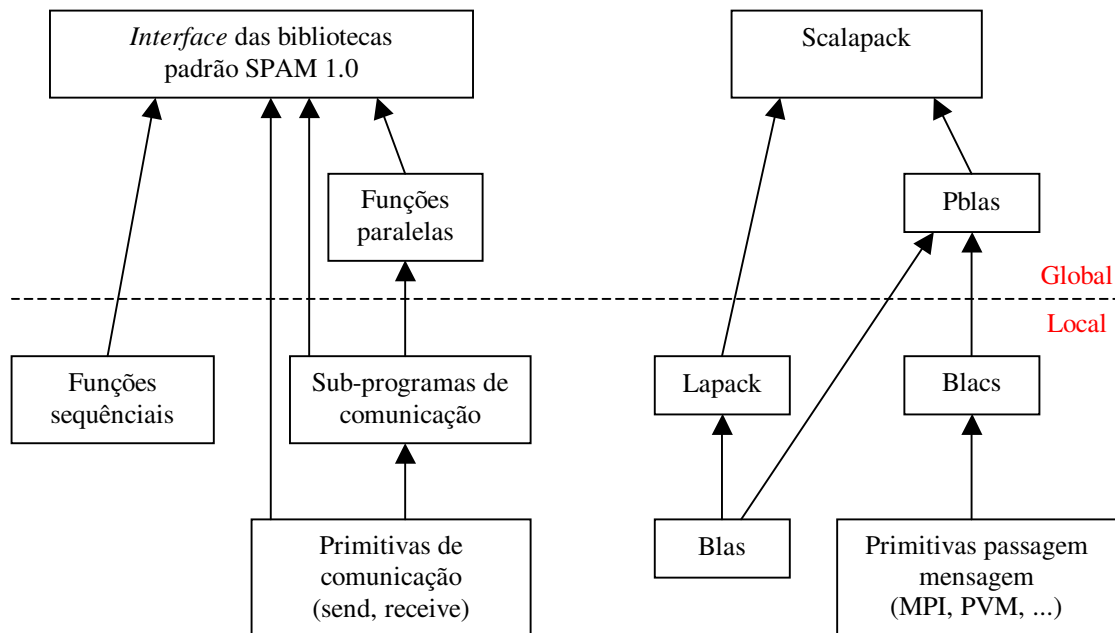 Interface das bibliotecas
padrão SPAM 1.0
Scalapack
Funções
paralelas
Pblas
Global
Local
Funções
sequênciais
Sub-programas de
comunicação
Lapack
Blacs
Primitivas de
comunicação
(send, receive)
Blas
Primitivas passagem
mensagem
(MPI, PVM, ...)